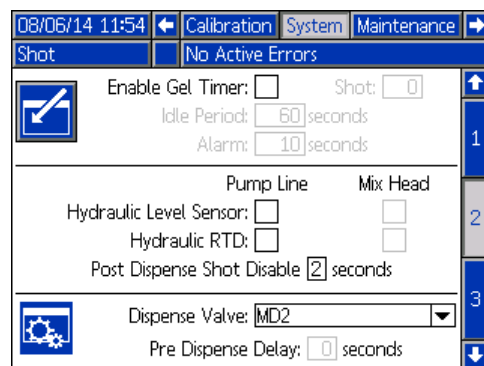 08/06/14 11:54 Calibration System Maintenance
Shot No Active Errors
Enable Gel Timer: Shot: 0
Idle Period: 60 seconds
Alarm: 10 seconds
1
Pump Line Mix Head
Hydraulic Level Sensor:
2
Hydraulic RTD:
Post Dispense Shot Disable 2 seconds
3
Dispense Valve: MD2
Pre Dispense Delay: 0 seconds